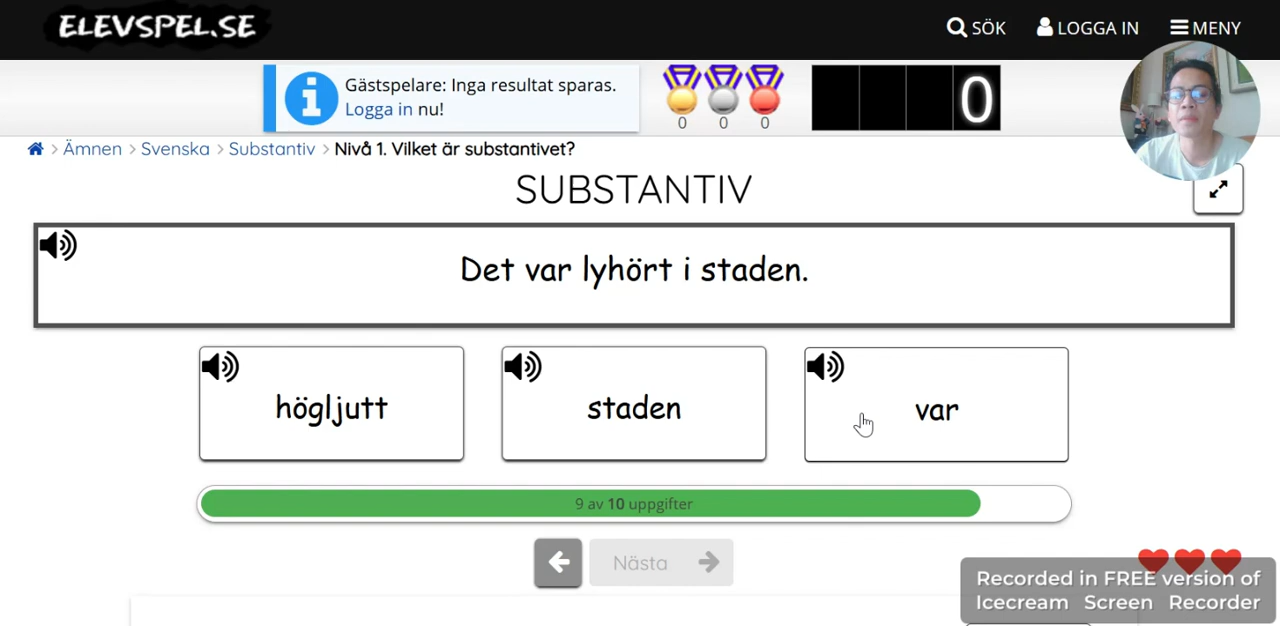 ELEVSPEL.SE
SÖK
LOGGA IN
MENY
Gästspelare: Inga resultat sparas.
Logga in nu!
0
0
0
0
Ämnen > Svenska > Substantiv > Nivå 1. Vilket är substantivet?
SUBSTANTIV
Det var lyhört i staden.
högljutt
staden
var
9 av 10 uppgifter
Nästa
Recorded in FREE version of
Icecream Screen Recorder